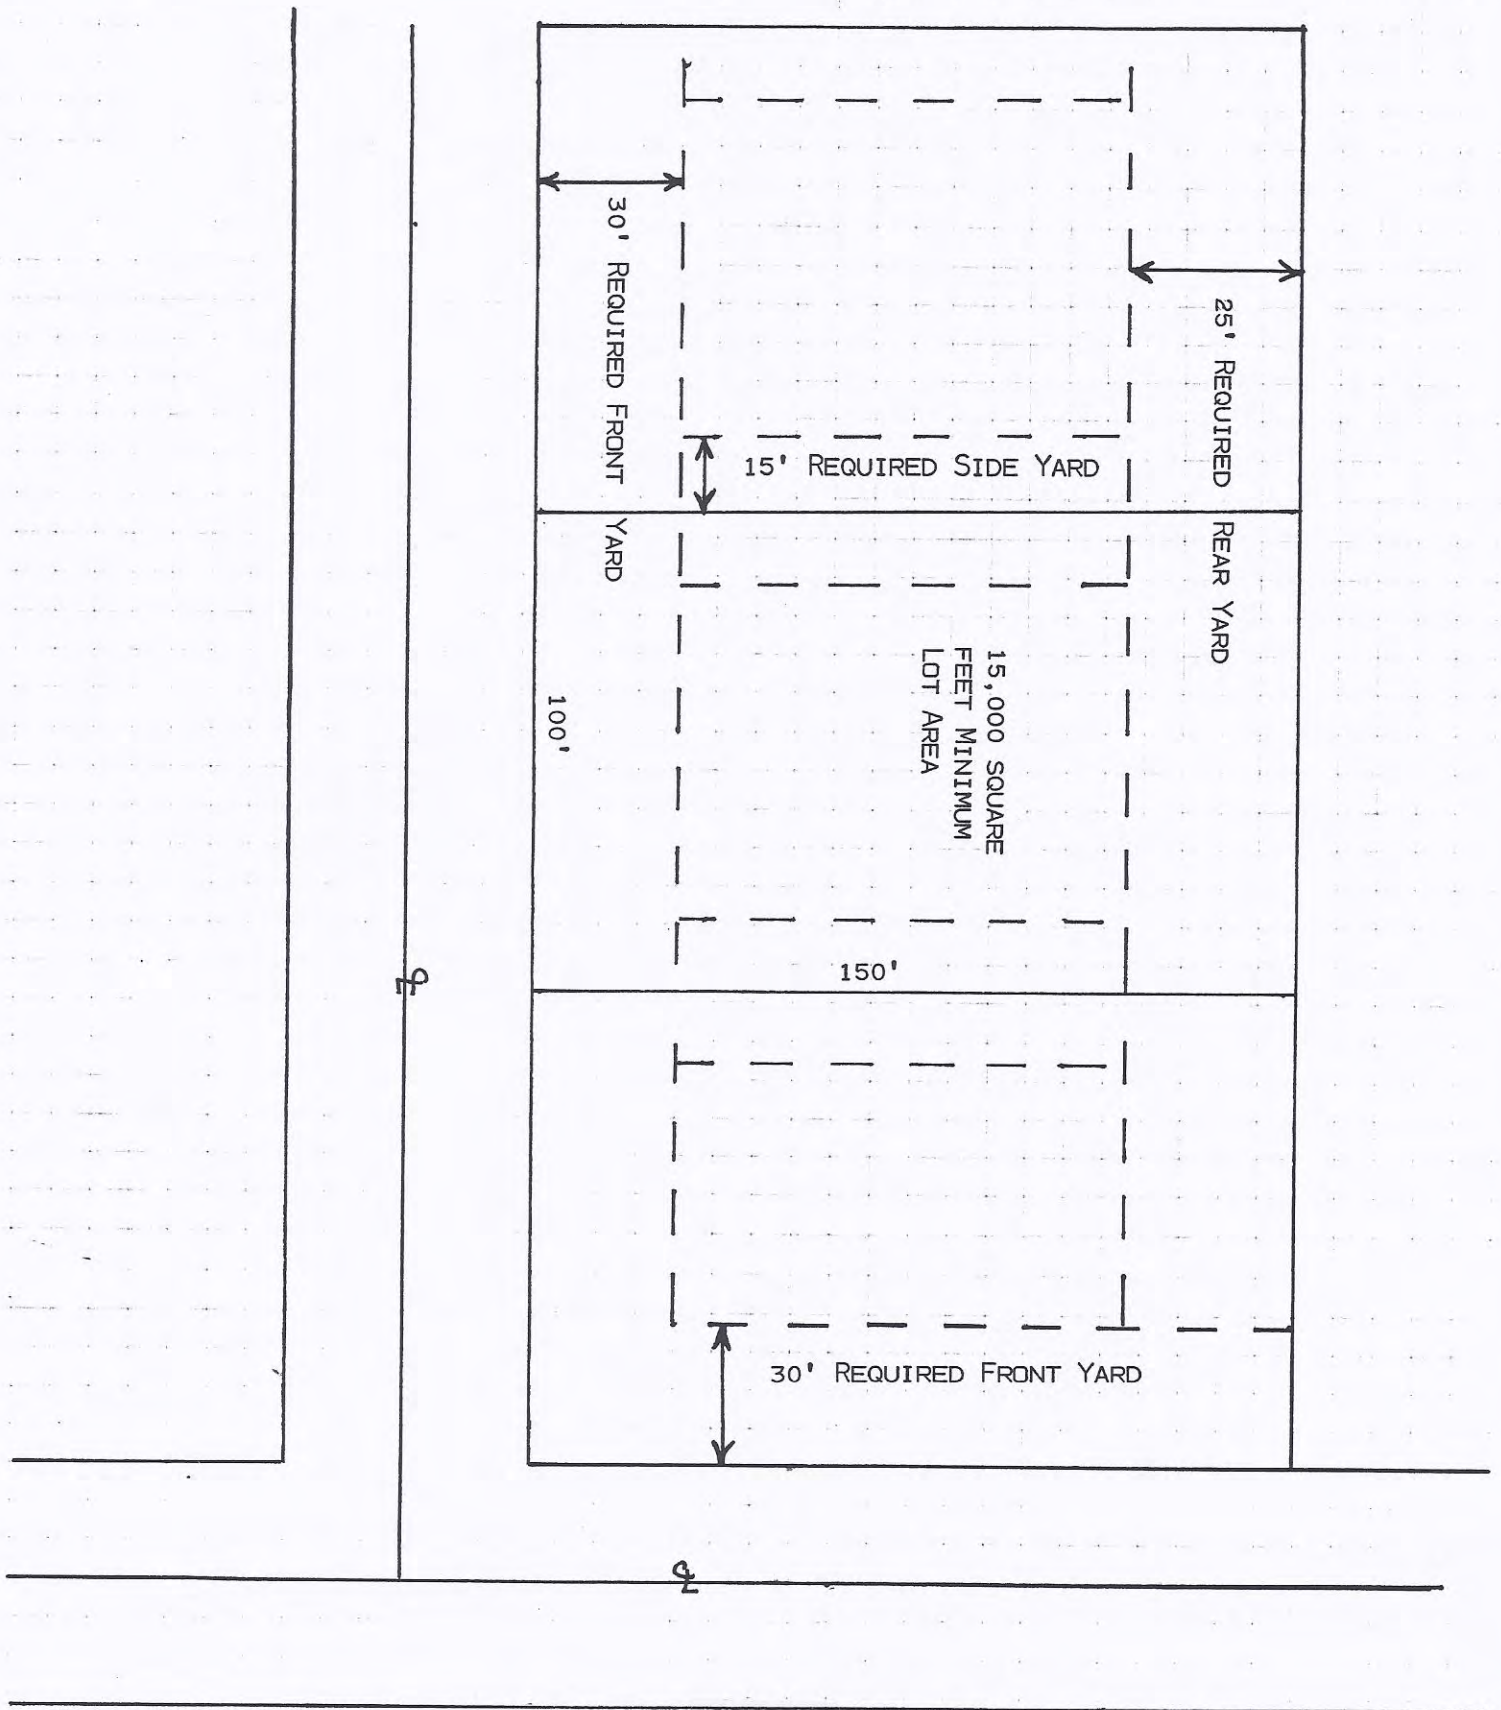 30' REQUIRED FRONT YARD
25' REQUIRED REAR YARD
15' REQUIRED SIDE YARD
15,000 SQUARE
FEET MINIMUM
LOT AREA
100'
150'
30' REQUIRED FRONT YARD
℄
℄